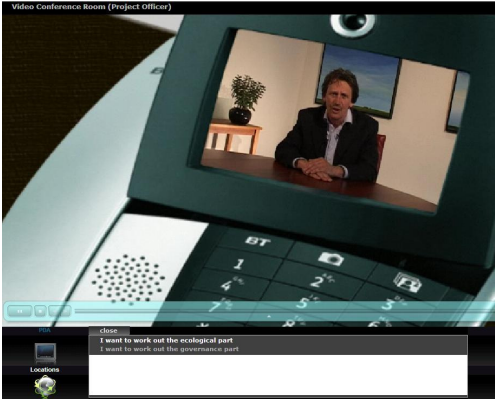 Video Conference Room (Project Officer)
BT
1
2
3
4
5
PDA
close
I want to work out the ecological part
I want to work out the governance part
Locations